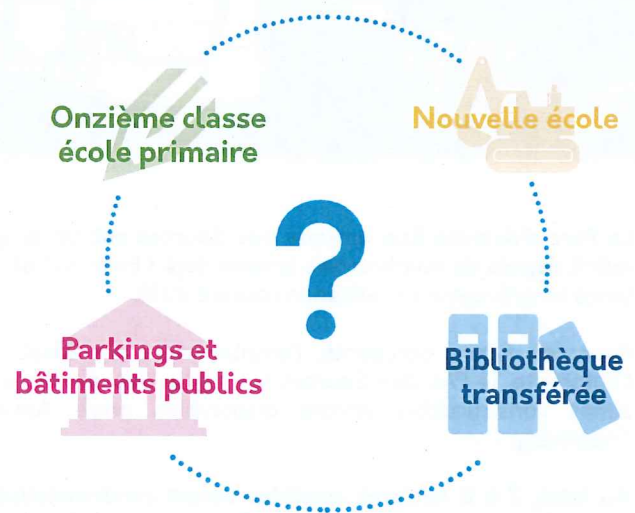 Onzième classe
école primaire
Nouvelle école
?
Parkings et
bâtiments publics
Bibliothèque
transférée